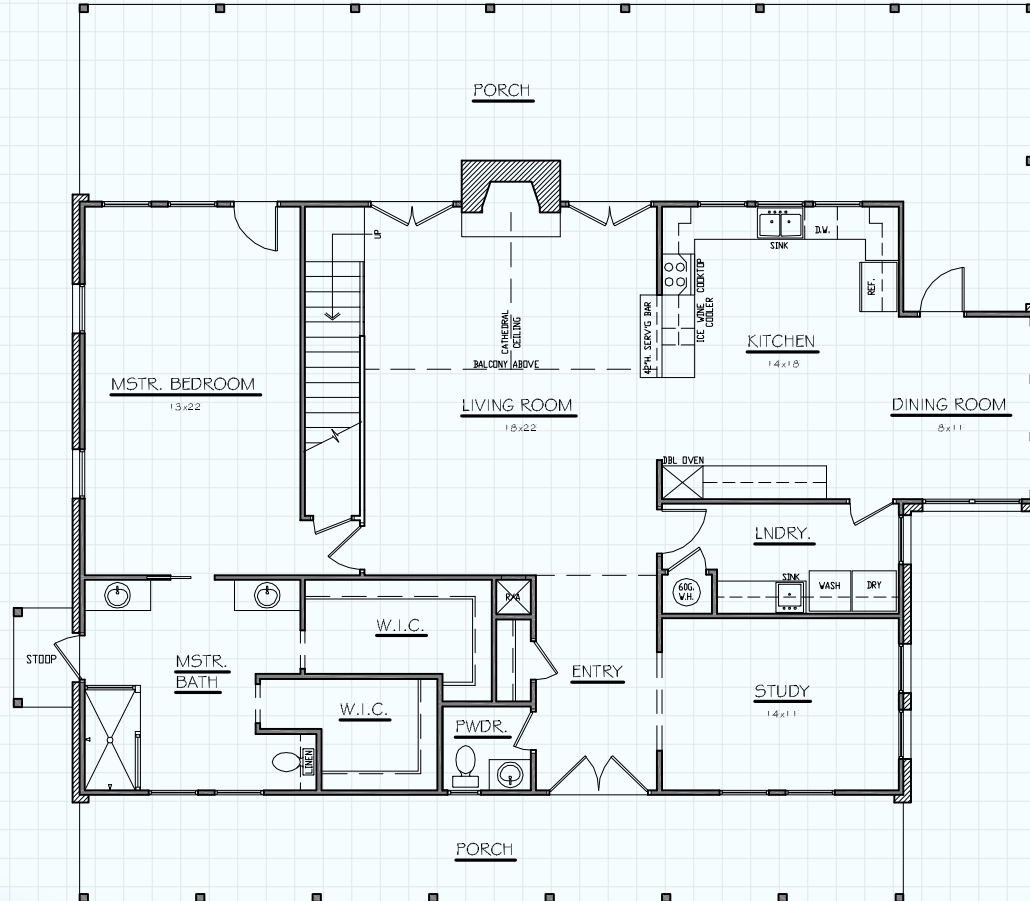 PORCH
UP
SINK
D.W.
COOKTOP
REF.
ICE WINE
COOLER
42"H. SERV'G BAR
CATHEDRAL
CEILING
KITCHEN
14x18
BALCONY ABOVE
MSTR. BEDROOM
13x22
LIVING ROOM
18x22
DINING ROOM
8x11
DBL OVEN
LNDRY.
SINK
WASH
DRY
60G.
W.H.
R/A
W.I.C.
STOOP
MSTR.
BATH
ENTRY
STUDY
14x11
W.I.C.
PWDR.
LINEN
PORCH